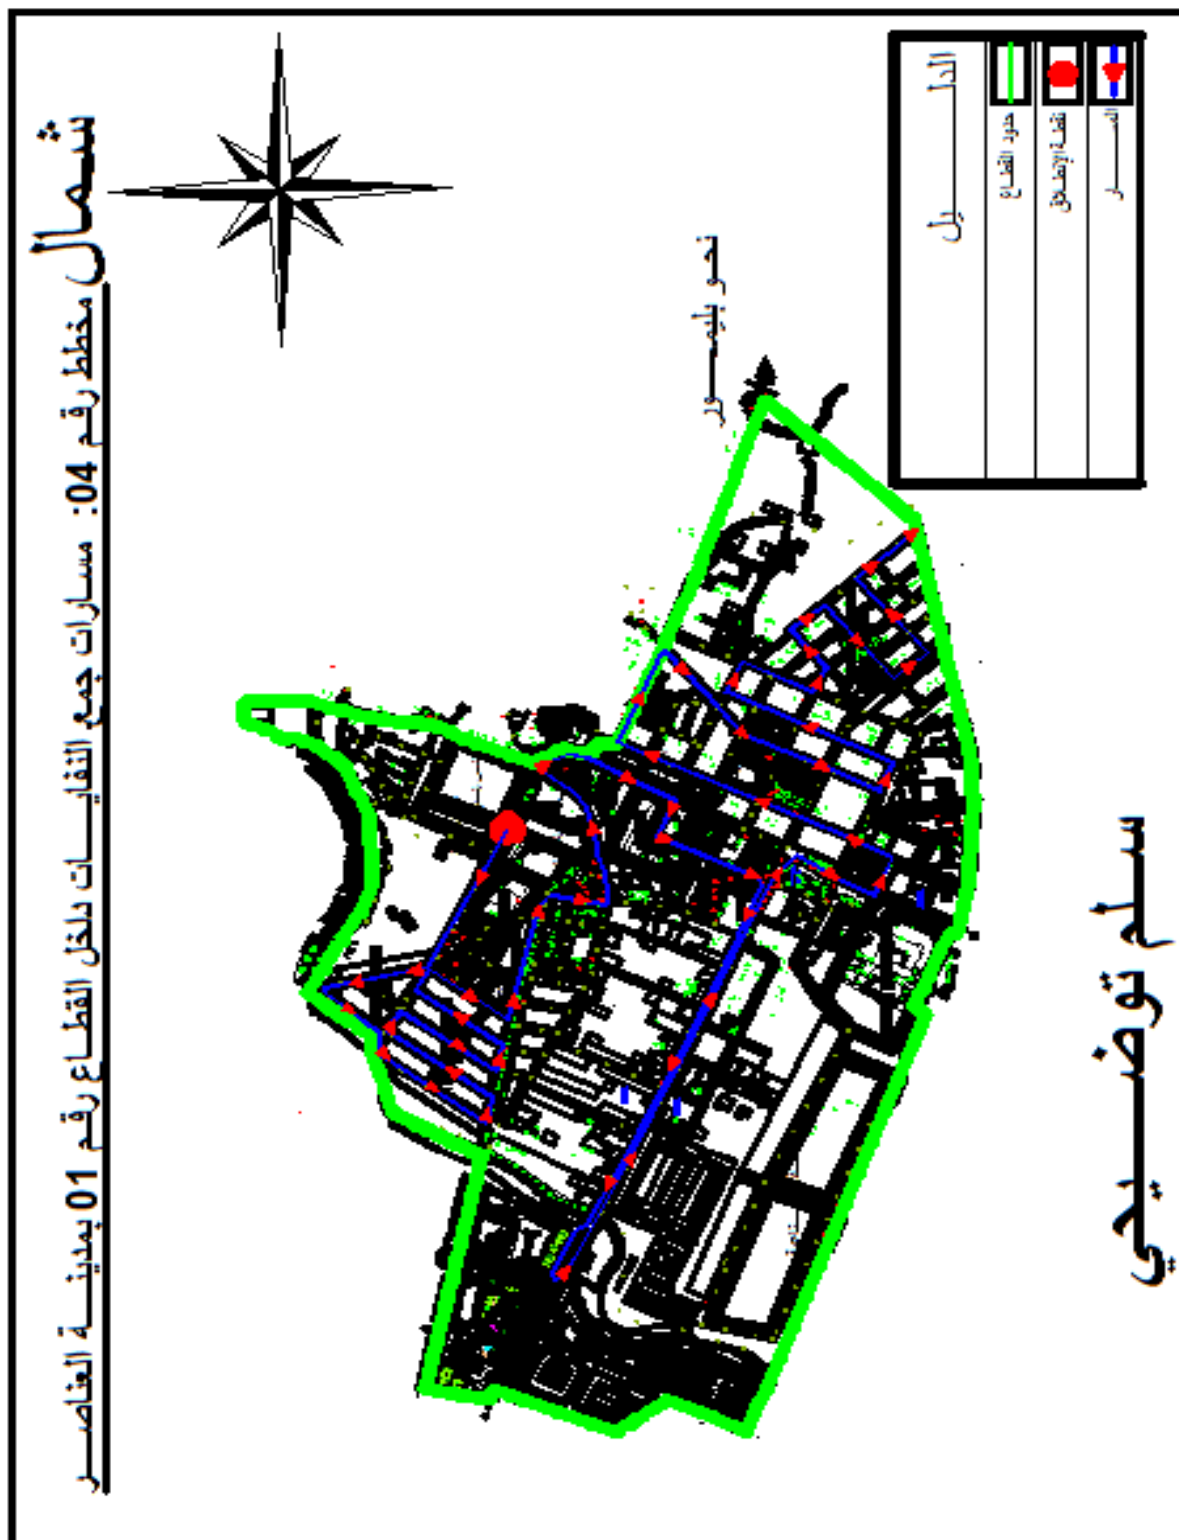 مخطط رقم 04: مسارات جمع النفايات داخل القطاع رقم 01 بمدينة العناصر
شمال
نحو بليمور
الدليل
حدود القطاع
نقطة الإنطلاق
المسار
سلم توضيحي